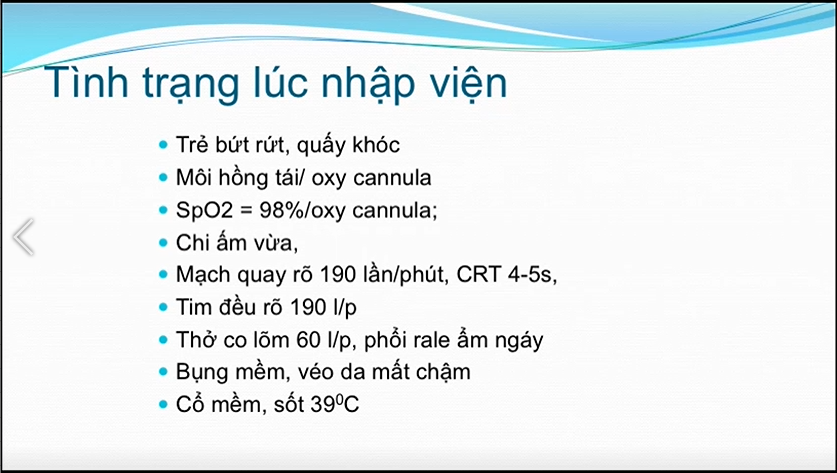 Tình trạng lúc nhập viện
Trẻ bứt rứt, quấy khóc
Môi hồng tái/ oxy cannula
SpO2 = 98%/oxy cannula;
Chi ấm vừa,
Mạch quay rõ 190 lần/phút, CRT 4-5s,
Tim đều rõ 190 l/p
Thở co lõm 60 l/p, phổi rale ẩm ngáy
Bụng mềm, véo da mất chậm
Cổ mềm, sốt 39⁰C